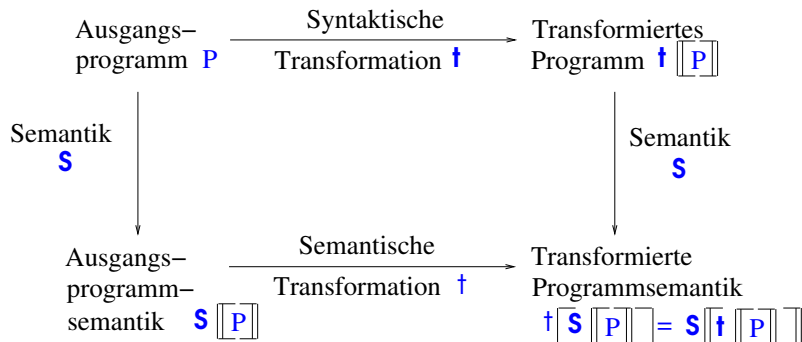 Ausgangs–
programm P
Syntaktische
Transformation t
Transformiertes
Programm t⟦P⟧
Semantik
S
Semantik
S
Ausgangs–
programm–
semantik S⟦P⟧
Semantische
Transformation †
Transformierte
Programmsemantik
†[S⟦P⟧] = S⟦t⟦P⟧⟧